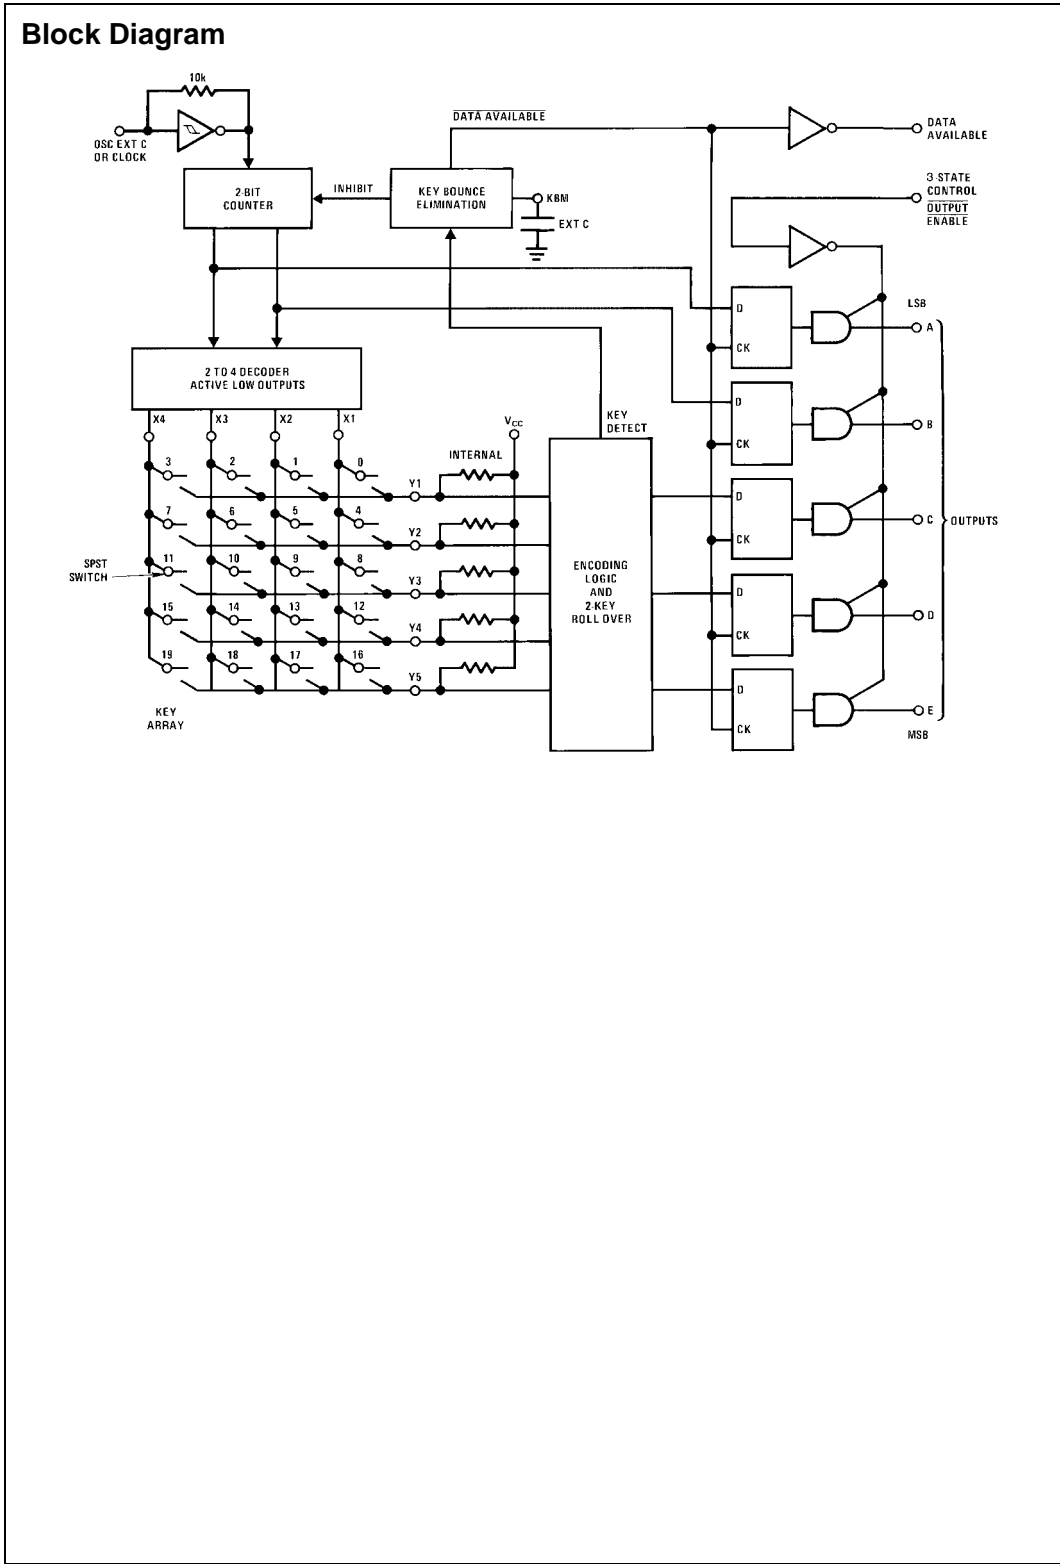 Block Diagram
10k
OSC EXT C
OR CLOCK
2-BIT
COUNTER
INHIBIT
KEY BOUNCE
ELIMINATION
DATA AVAILABLE
KBM
EXT C
DATA
AVAILABLE
3-STATE
CONTROL
OUTPUT
ENABLE
2 TO 4 DECODER
ACTIVE LOW OUTPUTS
X4 X3 X2 X1
VCC
INTERNAL
KEY
DETECT
3 2 1 0 Y1
7 6 5 4 Y2
11 10 9 8 Y3
15 14 13 12 Y4
19 18 17 16 Y5
SPST
SWITCH
KEY
ARRAY
ENCODING
LOGIC
AND
2-KEY
ROLL OVER
D
CK
LSB
A
D
CK
B
D
CK
C
OUTPUTS
D
CK
D
D
CK
E
MSB